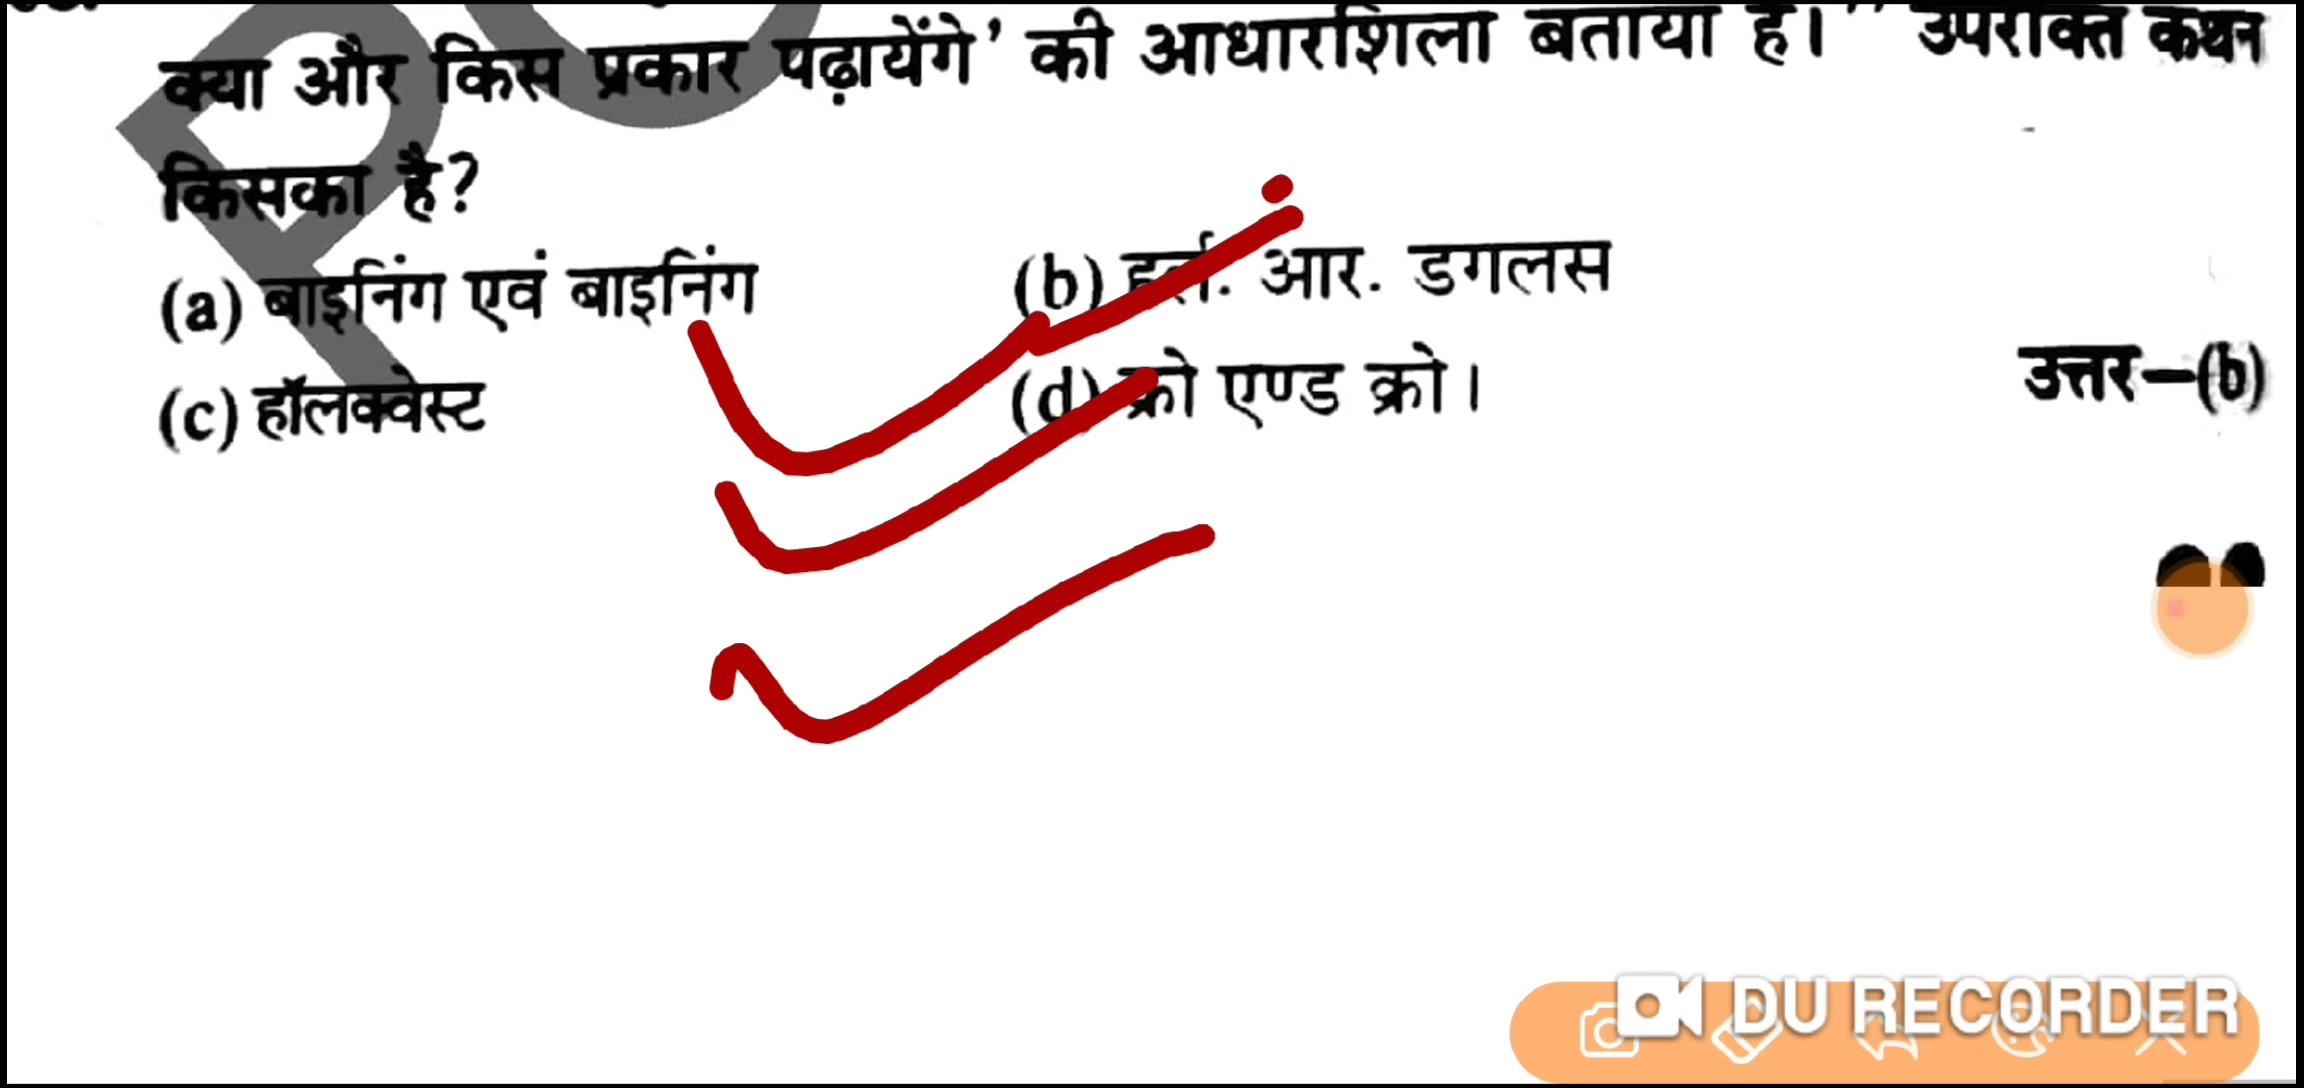 क्या और किस प्रकार पढ़ायेंगे’ की आधारशिला बताया है।’’ उपरोक्त कथन
किसका है?
(a) बाइनिंग एवं बाइनिंग (b) हर्ल. आर. डगलस
(c) हॉलक्वेस्ट (d) क्रो एण्ड क्रो।
उत्तर–(b)
DU RECORDER